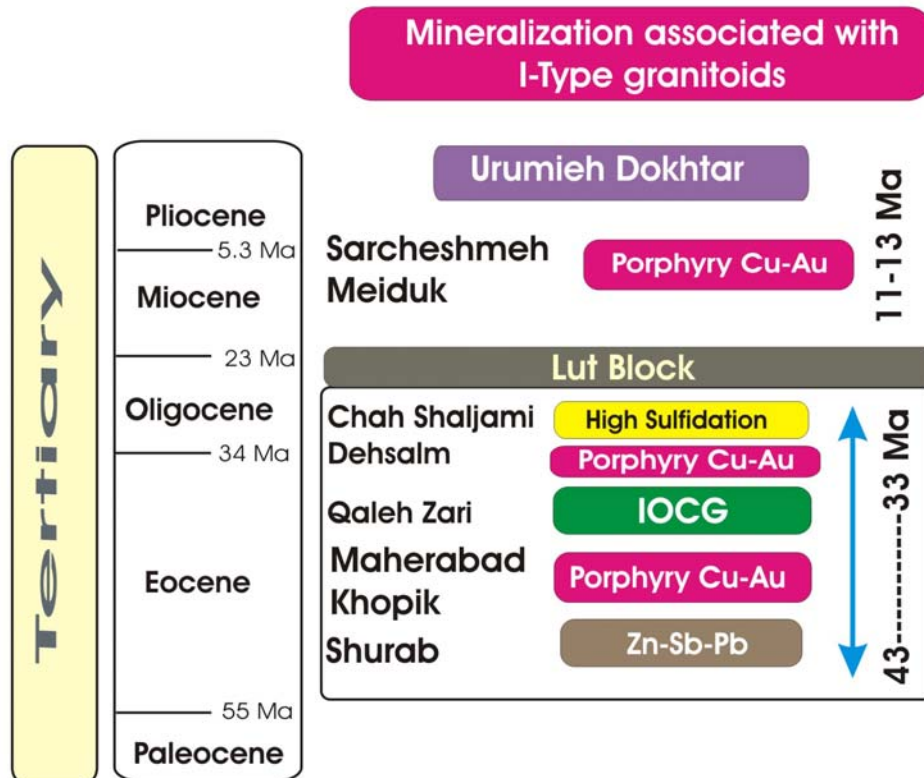 Mineralization associated with
I-Type granitoids
Tertiary
Pliocene
5.3 Ma
Miocene
23 Ma
Oligocene
34 Ma
Eocene
55 Ma
Paleocene
Urumieh Dokhtar
Sarcheshmeh
Meiduk
Porphyry Cu-Au
11-13 Ma
Lut Block
Chah Shaljami
High Sulfidation
Dehsalm
Porphyry Cu-Au
Qaleh Zari
IOCG
Maherabad
Khopik
Porphyry Cu-Au
Shurab
Zn-Sb-Pb
43-----------33 Ma